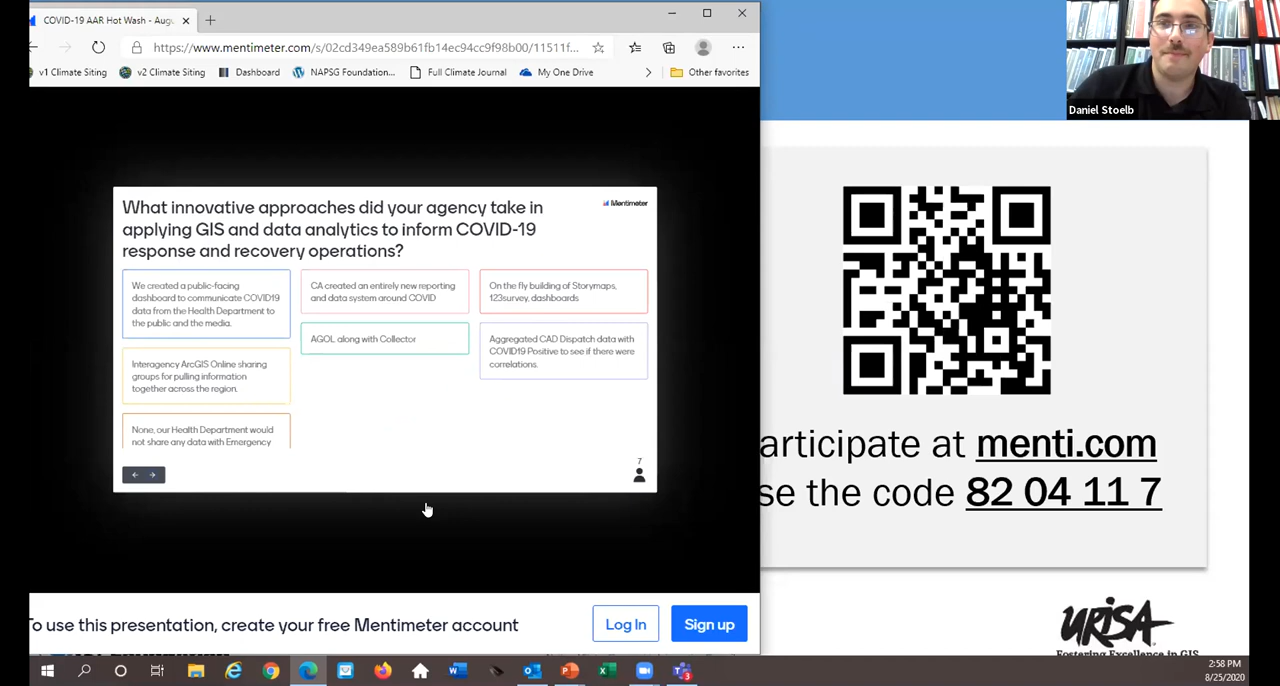 COVID-19 AAR Hot Wash - Aug
https://www.mentimeter.com/s/02cd349ea589b61fb14ec94cc9f98b00/11511f...
v1 Climate Siting
v2 Climate Siting
Dashboard
NAPSG Foundation...
Full Climate Journal
My One Drive
Other favorites
Daniel Stoelb
What innovative approaches did your agency take in
applying GIS and data analytics to inform COVID-19
response and recovery operations?
Mentimeter
We created a public-facing
dashboard to communicate COVID19
data from the Health Department to
the public and the media.
Interagency ArcGIS Online sharing
groups for pulling information
together across the region.
None, our Health Department would
not share any data with Emergency
CA created an entirely new reporting
and data system around COVID
AGOL along with Collector
On the fly building of Storymaps,
123survey, dashboards
Aggregated CAD Dispatch data with
COVID19 Positive to see if there were
correlations.
7
To use this presentation, create your free Mentimeter account
Log In
Sign up
articipate at menti.com
se the code 82 04 11 7
URISA
Fostering Excellence in GIS
2:58 PM
8/25/2020